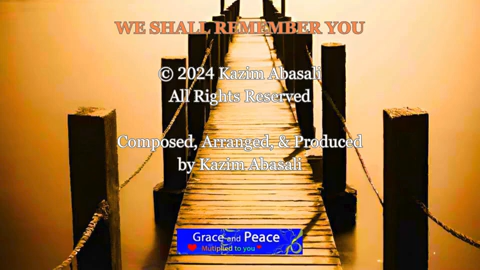 WE SHALL REMEMBER YOU
© 2024 Kazim Abasali
All Rights Reserved
Composed, Arranged, & Produced
by Kazim Abasali
Grace and Peace
Mutiplied to you